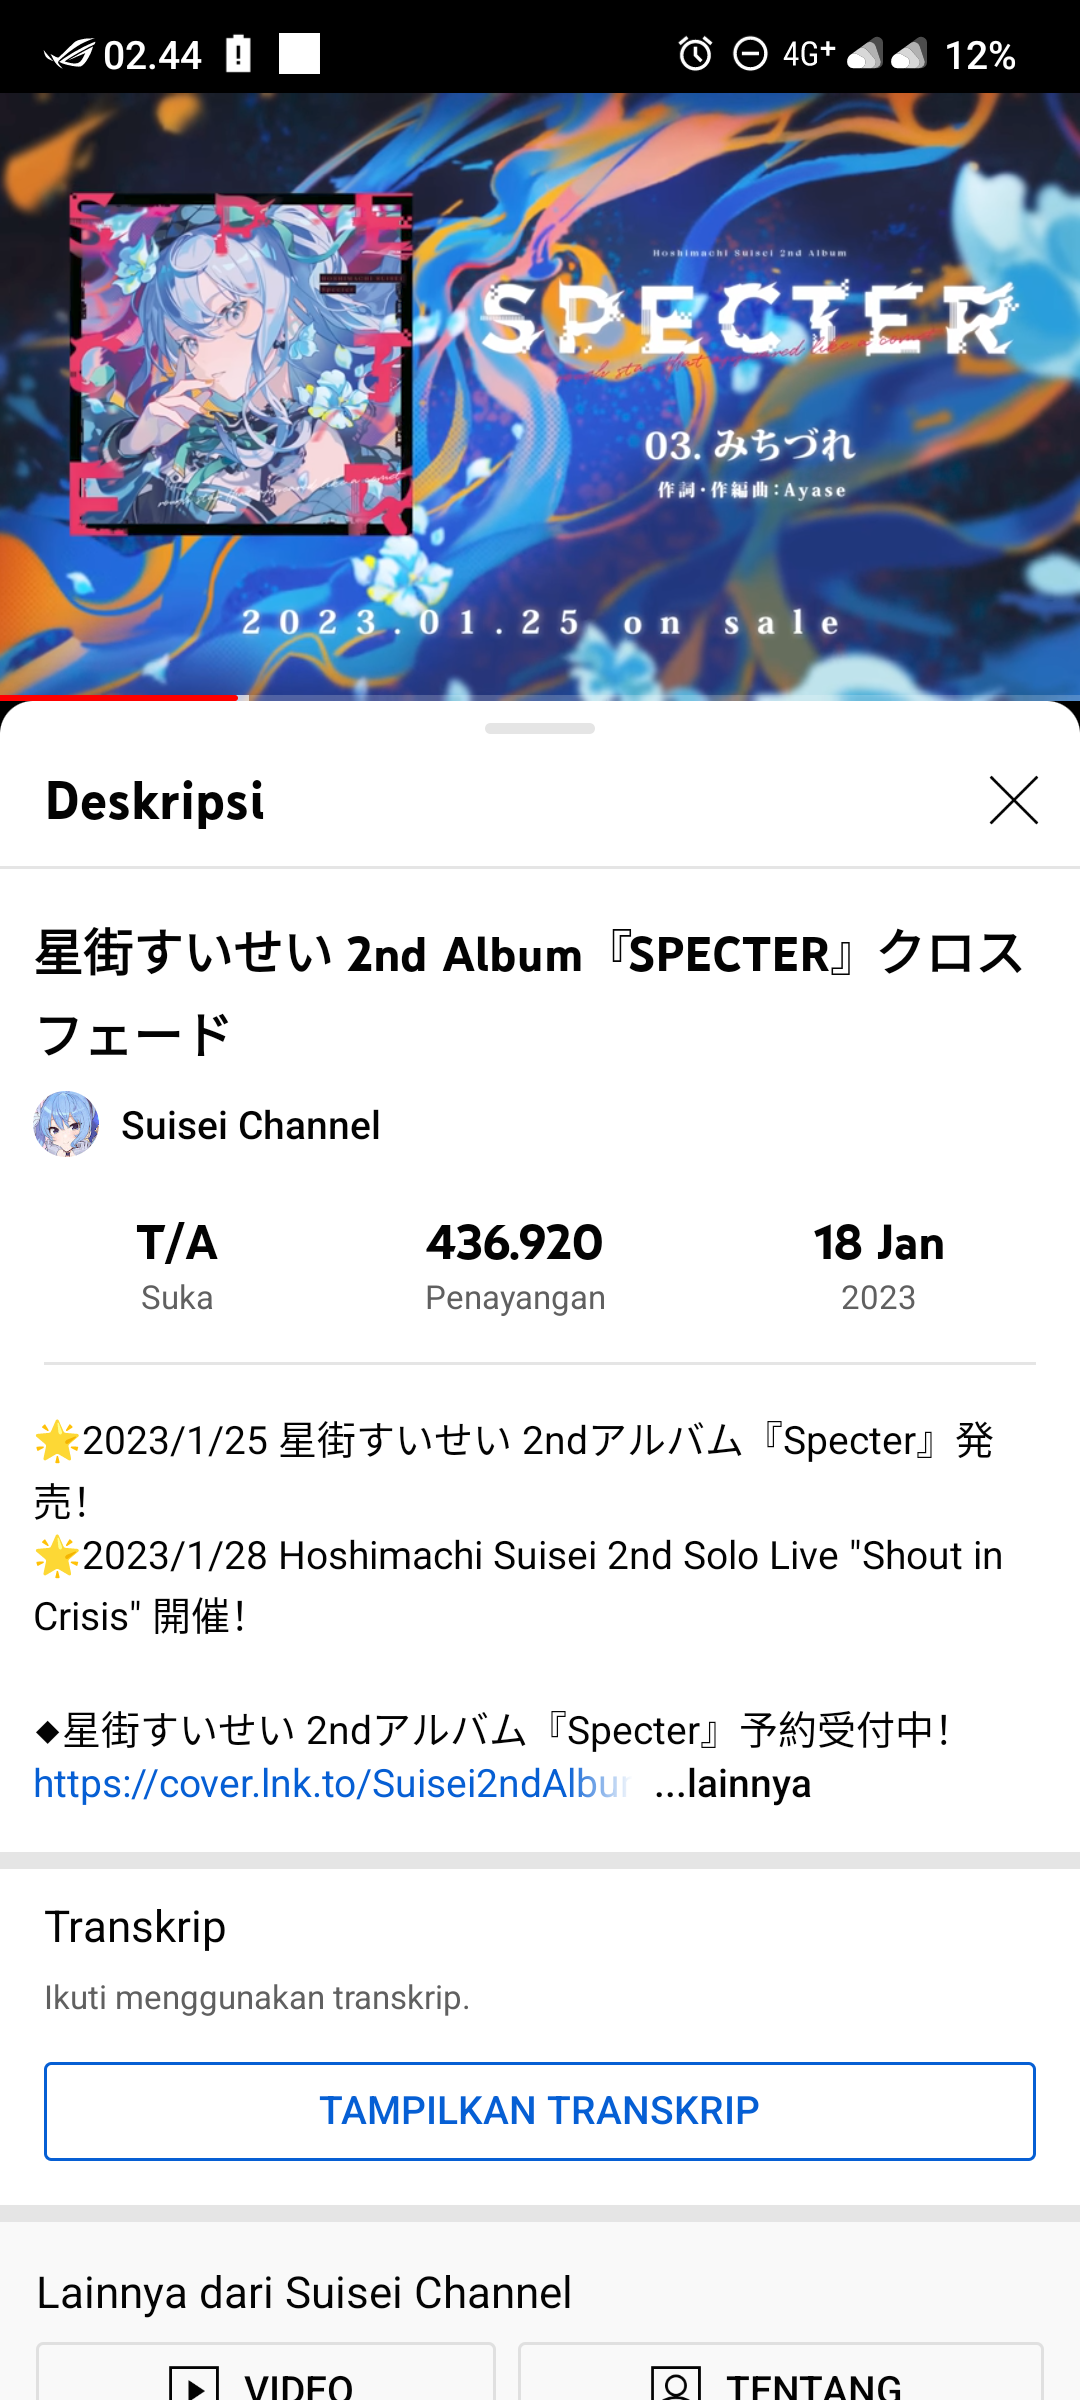 02.44
4G+ 12%
SPECTER
Hoshimachi Suisei 2nd Album
SPECTER
03. みちづれ
作詞・作編曲：Ayase
2023.01.25 on sale
Deskripsi
星街すいせい 2nd Album『SPECTER』クロス
フェード
Suisei Channel
T/A 436.920 18 Jan
Suka Penayangan 2023
🌟2023/1/25 星街すいせい 2ndアルバム『Specter』発
売！
🌟2023/1/28 Hoshimachi Suisei 2nd Solo Live "Shout in
Crisis" 開催！
◆星街すいせい 2ndアルバム『Specter』予約受付中！
https://cover.lnk.to/Suisei2ndAlbum ...lainnya
Transkrip
Ikuti menggunakan transkrip.
TAMPILKAN TRANSKRIP
Lainnya dari Suisei Channel
VIDEO TENTANG